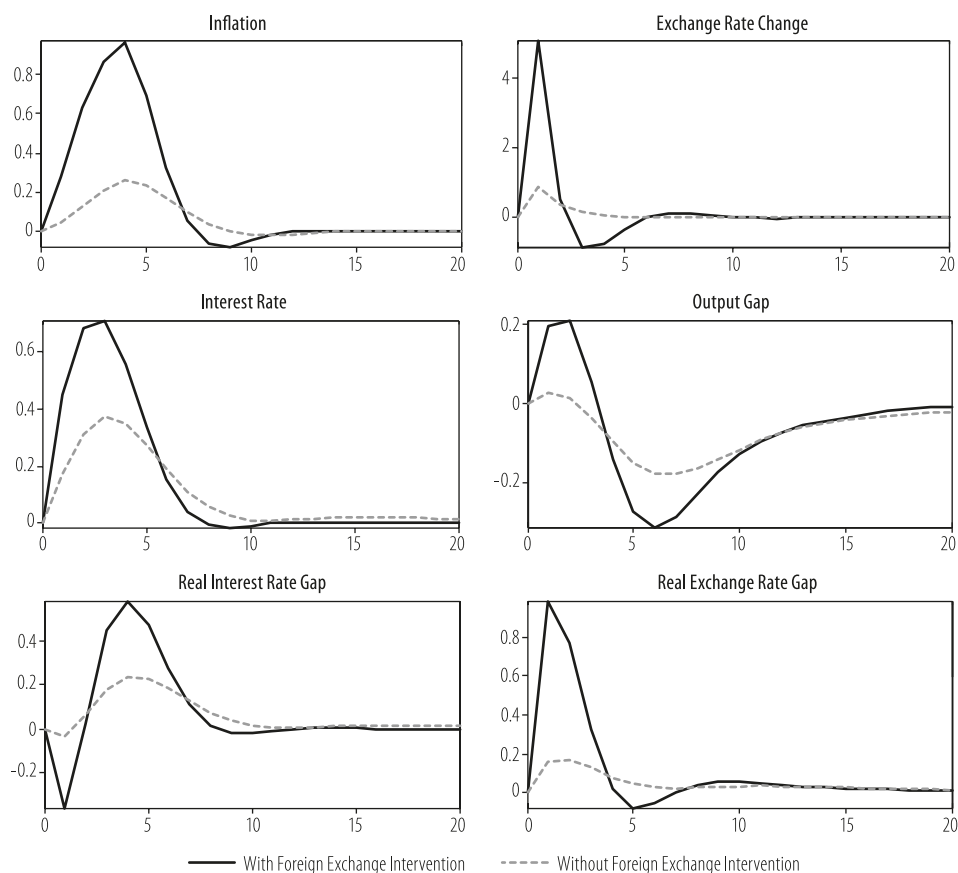 Inflation
0.8
0.6
0.4
0.2
0
0 5 10 15 20
Exchange Rate Change
4
2
0
0 5 10 15 20
Interest Rate
0.6
0.4
0.2
0
0 5 10 15 20
Output Gap
0.2
0
-0.2
0 5 10 15 20
Real Interest Rate Gap
0.4
0.2
0
-0.2
0 5 10 15 20
Real Exchange Rate Gap
0.8
0.6
0.4
0.2
0
0 5 10 15 20
With Foreign Exchange Intervention
Without Foreign Exchange Intervention